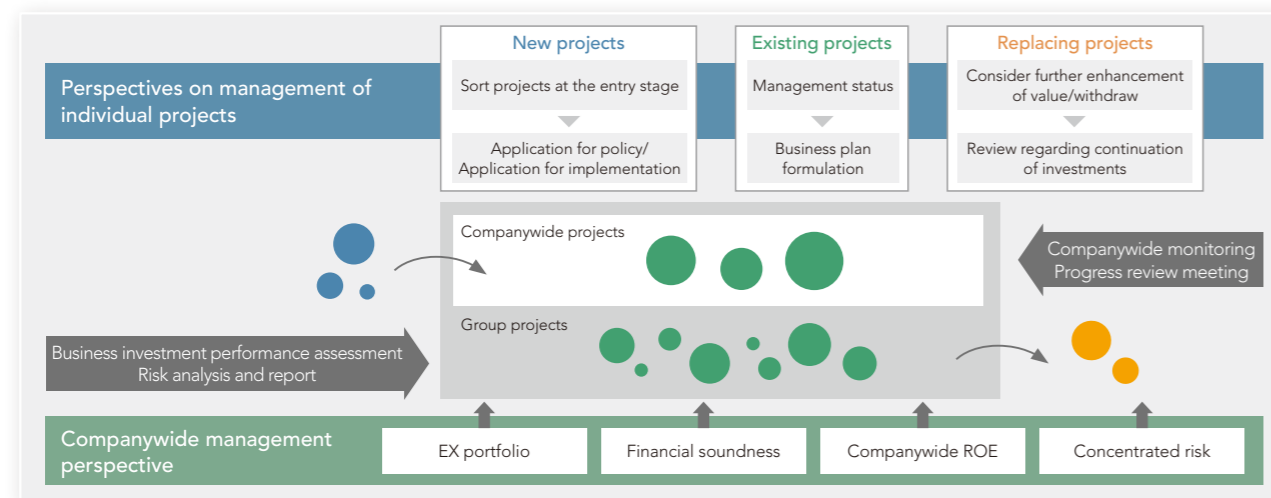 New projects
Existing projects
Replacing projects
Perspectives on management of
individual projects
Sort projects at the entry stage
Application for policy/
Application for implementation
Management status
Business plan
formulation
Consider further enhancement
of value/withdraw
Review regarding continuation
of investments
Companywide projects
Companywide monitoring
Progress review meeting
Group projects
Business investment performance assessment
Risk analysis and report
Companywide management
perspective
EX portfolio
Financial soundness
Companywide ROE
Concentrated risk